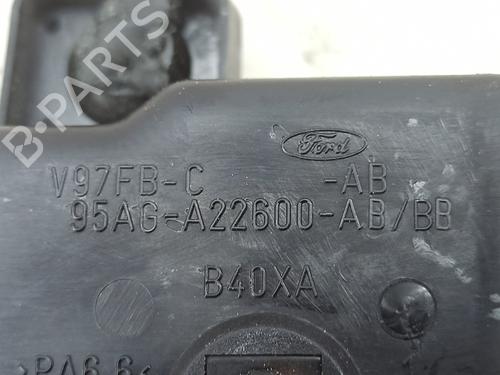 B-PARTS
Ford
V97FB-C -AB
95AG-A22600-AB/BB
B40XA
>PA6.6<